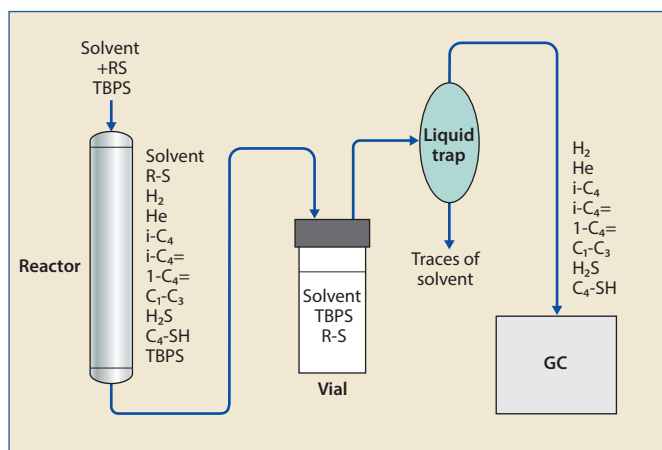 Solvent
+RS
TBPS
Reactor
Solvent
R-S
H₂
He
i-C₄
i-C₄=
1-C₄=
C₁-C₃
H₂S
C₄-SH
TBPS
Solvent
TBPS
R-S
Vial
Liquid
trap
Traces of
solvent
H₂
He
i-C₄
i-C₄=
1-C₄=
C₁-C₃
H₂S
C₄-SH
GC